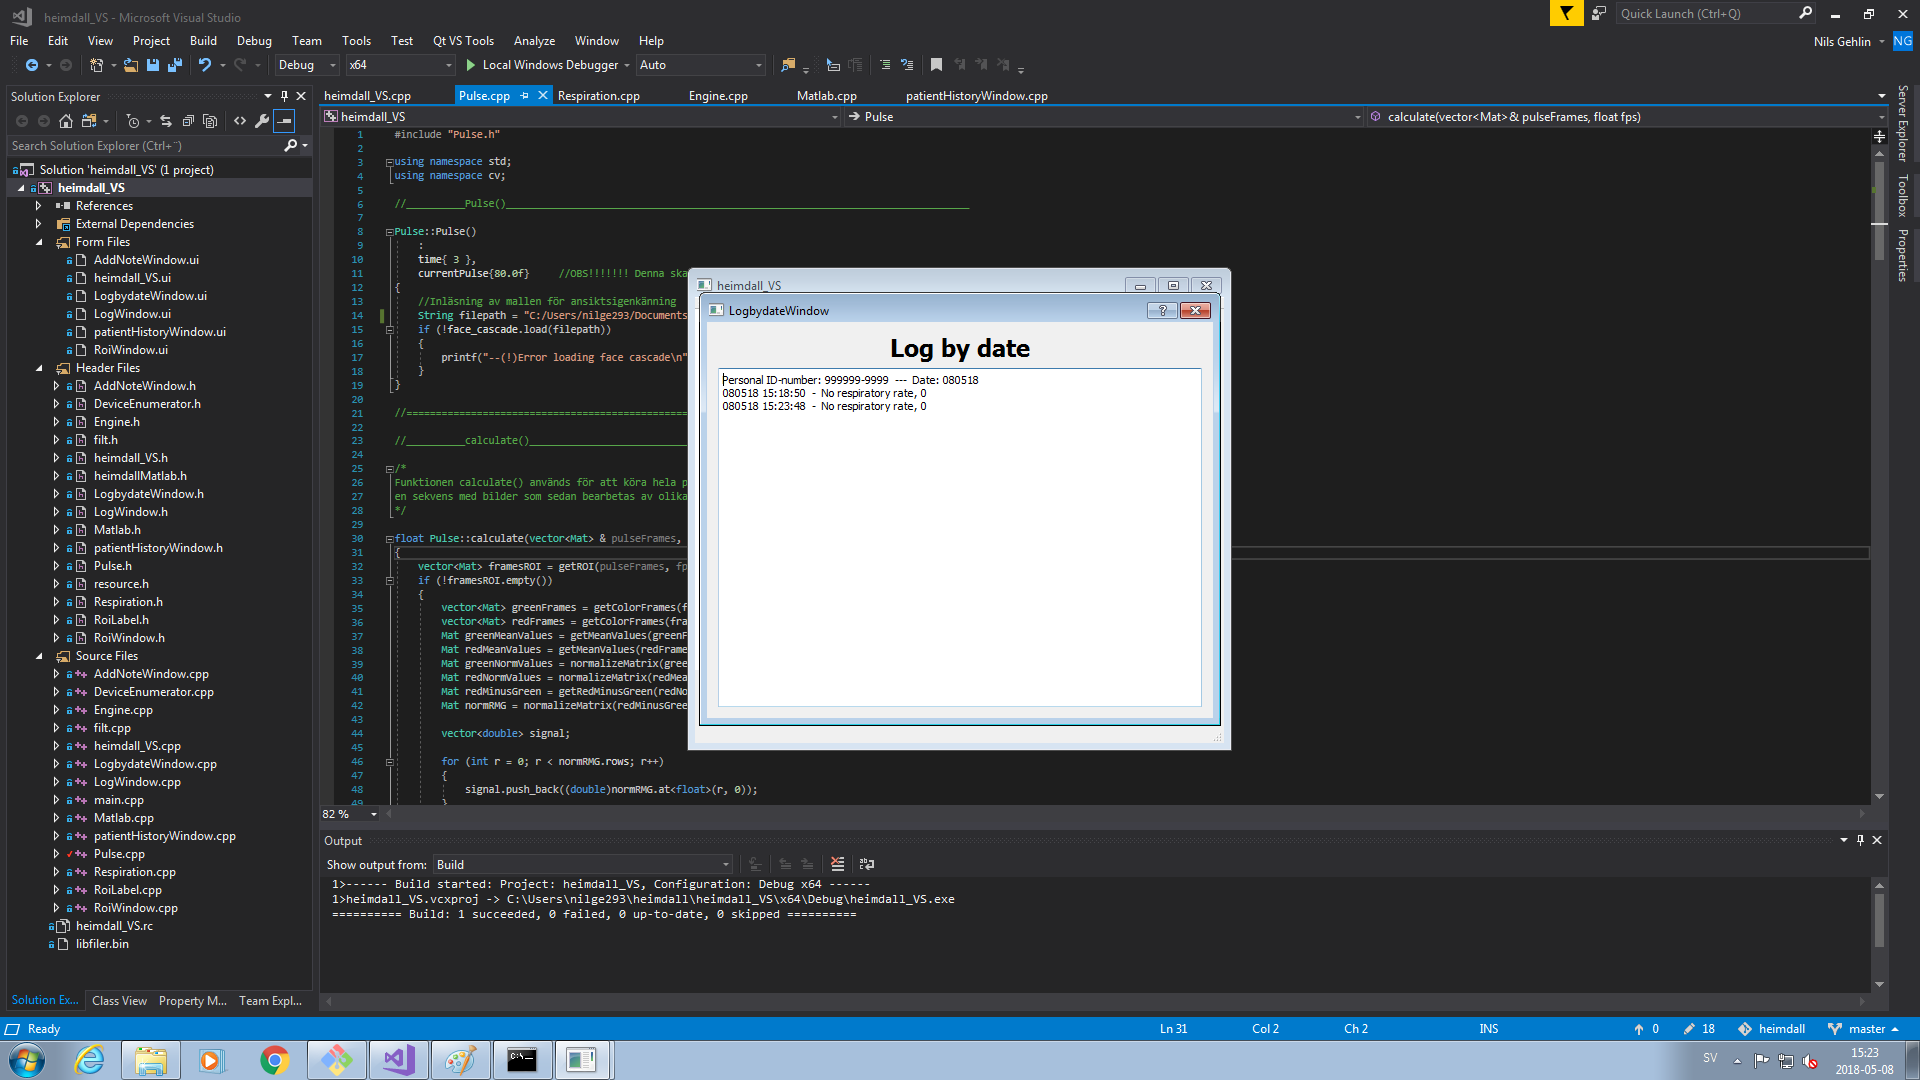 heimdall_VS - Microsoft Visual Studio
Quick Launch (Ctrl+Q)
File Edit View Project Build Debug Team Tools Test Qt VS Tools Analyze Window Help
Nils Gehlin NG
Debug x64 Local Windows Debugger Auto
Solution Explorer
Search Solution Explorer (Ctrl+¨)
Solution 'heimdall_VS' (1 project)
heimdall_VS
References
External Dependencies
Form Files
AddNoteWindow.ui
heimdall_VS.ui
LogbydateWindow.ui
LogWindow.ui
patientHistoryWindow.ui
RoiWindow.ui
Header Files
AddNoteWindow.h
DeviceEnumerator.h
Engine.h
filt.h
heimdall_VS.h
heimdallMatlab.h
LogbydateWindow.h
LogWindow.h
Matlab.h
patientHistoryWindow.h
Pulse.h
resource.h
Respiration.h
RoiLabel.h
RoiWindow.h
Source Files
AddNoteWindow.cpp
DeviceEnumerator.cpp
Engine.cpp
filt.cpp
heimdall_VS.cpp
LogbydateWindow.cpp
LogWindow.cpp
main.cpp
Matlab.cpp
patientHistoryWindow.cpp
Pulse.cpp
Respiration.cpp
RoiLabel.cpp
RoiWindow.cpp
heimdall_VS.rc
libfiler.bin
Solution Ex... Class View Property M... Team Expl...
heimdall_VS.cpp Pulse.cpp Respiration.cpp Engine.cpp Matlab.cpp patientHistoryWindow.cpp
heimdall_VS Pulse calculate(vector<Mat>& pulseFrames, float fps)
1 #include "Pulse.h"
2
3 using namespace std;
4 using namespace cv;
5
6 //__________Pulse()______________________________________________________________________________
7
8 Pulse::Pulse()
9 :
10 time{ 3 },
11 currentPulse{80.0f} //OBS!!!!!!! Denna ska
12 {
13 //Inläsning av mallen för ansiktsigenkänning
14 String filepath = "C:/Users/nilge293/Documents
15 if (!face_cascade.load(filepath))
16 {
17 printf("--(!)Error loading face cascade\n"
18 }
19 }
20
21 //================================================
22
23 //__________calculate()___________________________
24
25 /*
26 Funktionen calculate() används för att köra hela p
27 en sekvens med bilder som sedan bearbetas av olika
28 */
29
30 float Pulse::calculate(vector<Mat> & pulseFrames,
31 {
32 vector<Mat> framesROI = getROI(pulseFrames, fp
33 if (!framesROI.empty())
34 {
35 vector<Mat> greenFrames = getColorFrames(f
36 vector<Mat> redFrames = getColorFrames(fra
37 Mat greenMeanValues = getMeanValues(greenF
38 Mat redMeanValues = getMeanValues(redFrame
39 Mat greenNormValues = normalizeMatrix(gree
40 Mat redNormValues = normalizeMatrix(redMea
41 Mat redMinusGreen = getRedMinusGreen(redNo
42 Mat normRMG = normalizeMatrix(redMinusGree
43
44 vector<double> signal;
45
46 for (int r = 0; r < normRMG.rows; r++)
47 {
48 signal.push_back((double)normRMG.at<float>(r, 0));
49 }
82 %
heimdall_VS
LogbydateWindow
Log by date
Personal ID-number: 999999-9999 --- Date: 080518
080518 15:18:50 - No respiratory rate, 0
080518 15:23:48 - No respiratory rate, 0
Server Explorer
Toolbox
Properties
Output
Show output from: Build
1>------ Build started: Project: heimdall_VS, Configuration: Debug x64 ------
1>heimdall_VS.vcxproj -> C:\Users\nilge293\heimdall\heimdall_VS\x64\Debug\heimdall_VS.exe
========== Build: 1 succeeded, 0 failed, 0 up-to-date, 0 skipped ==========
Ready Ln 31 Col 2 Ch 2 INS 0 18 heimdall master
SV
15:23
2018-05-08